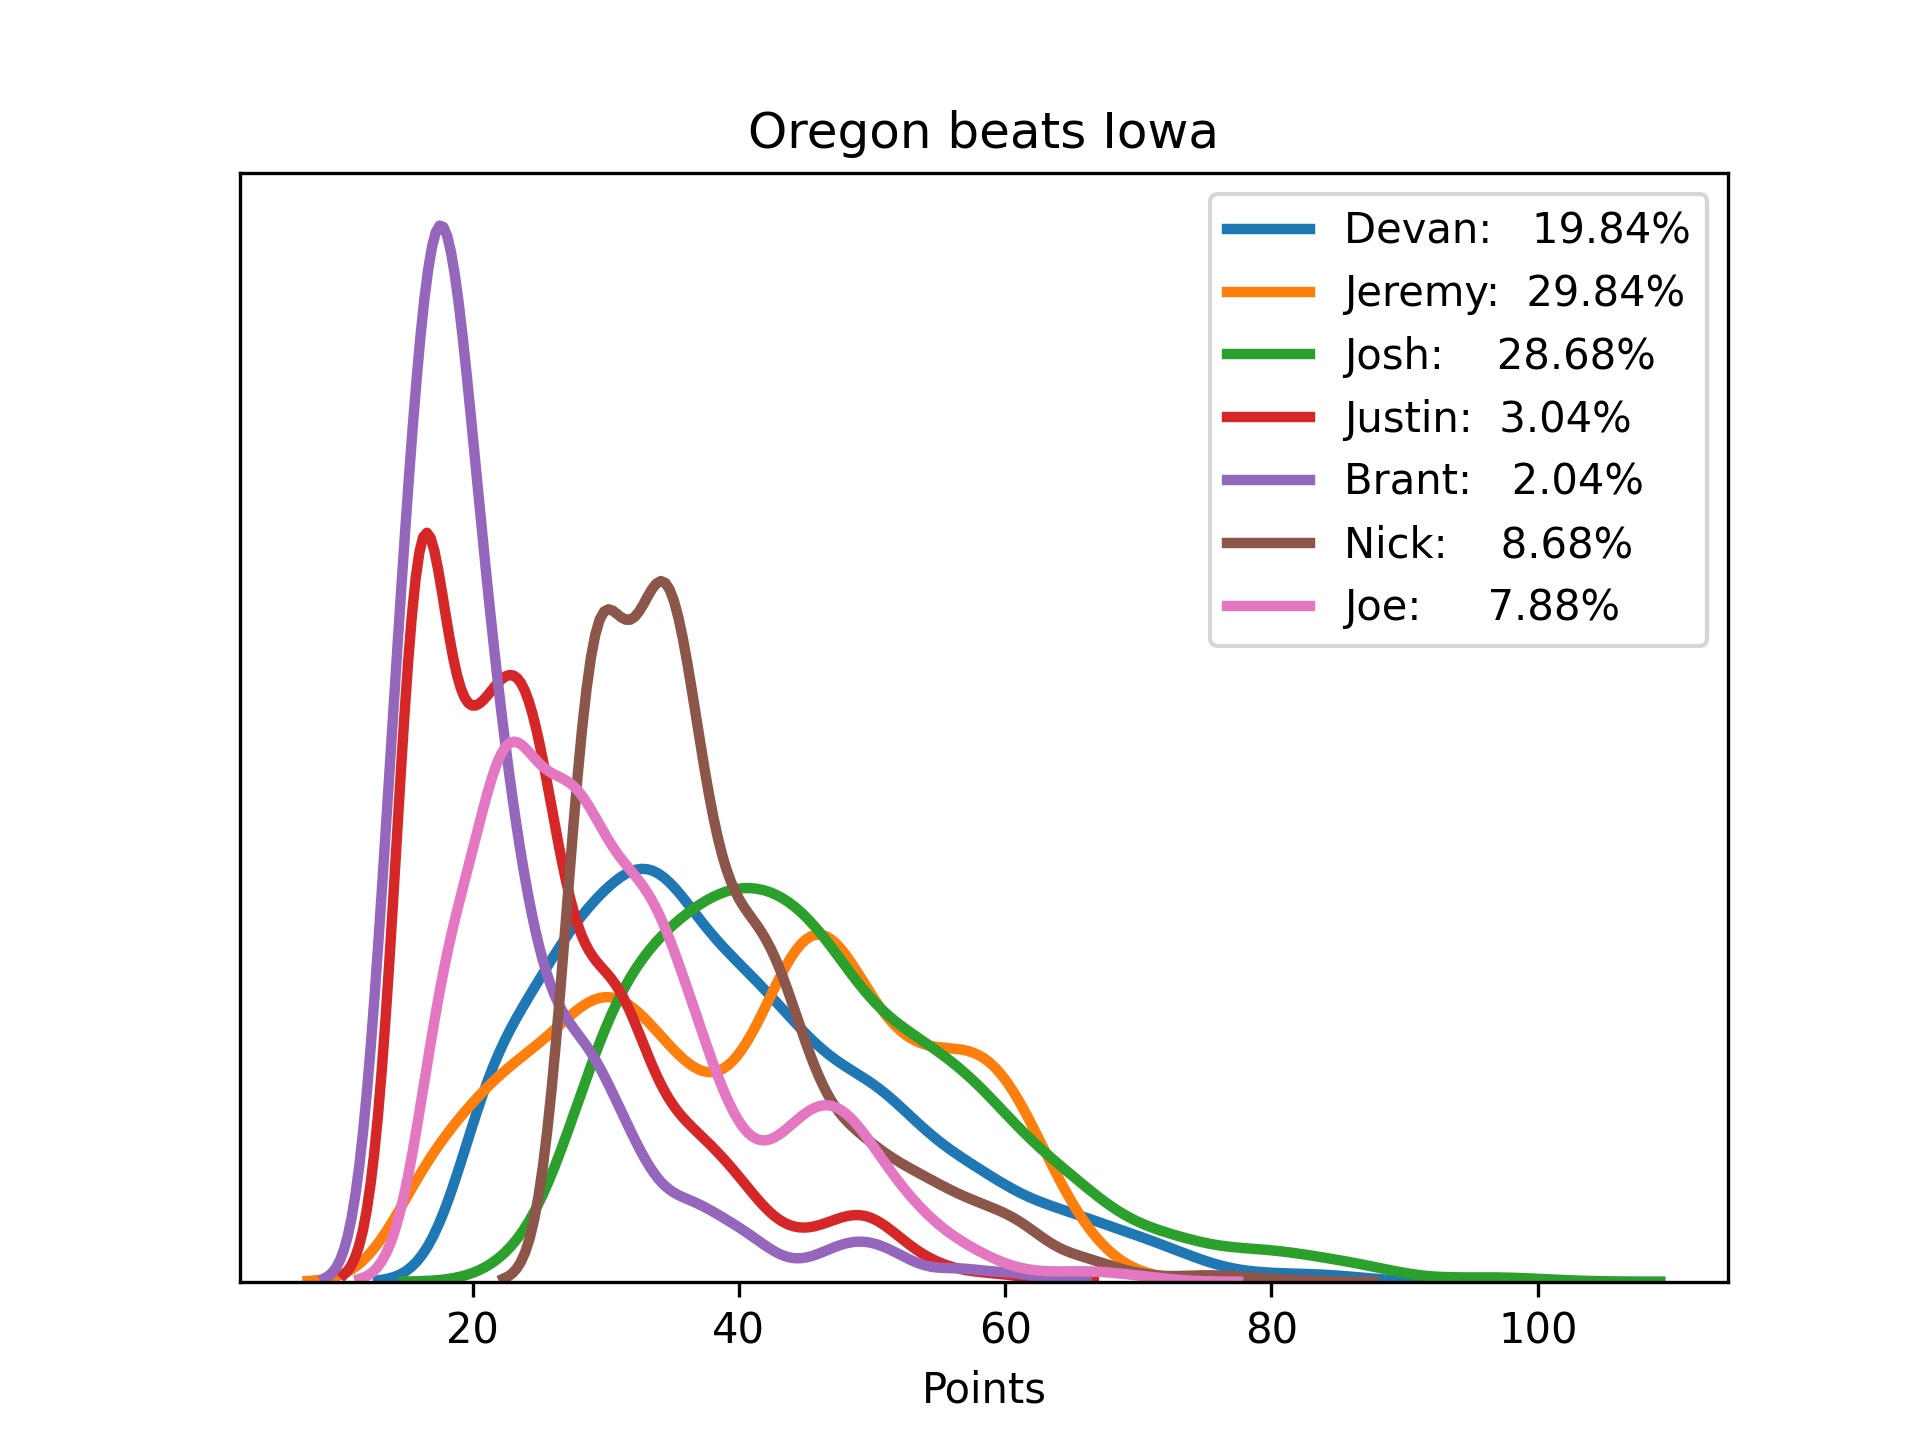 Oregon beats Iowa
Devan: 19.84%
Jeremy: 29.84%
Josh: 28.68%
Justin: 3.04%
Brant: 2.04%
Nick: 8.68%
Joe: 7.88%
20 40 60 80 100
Points